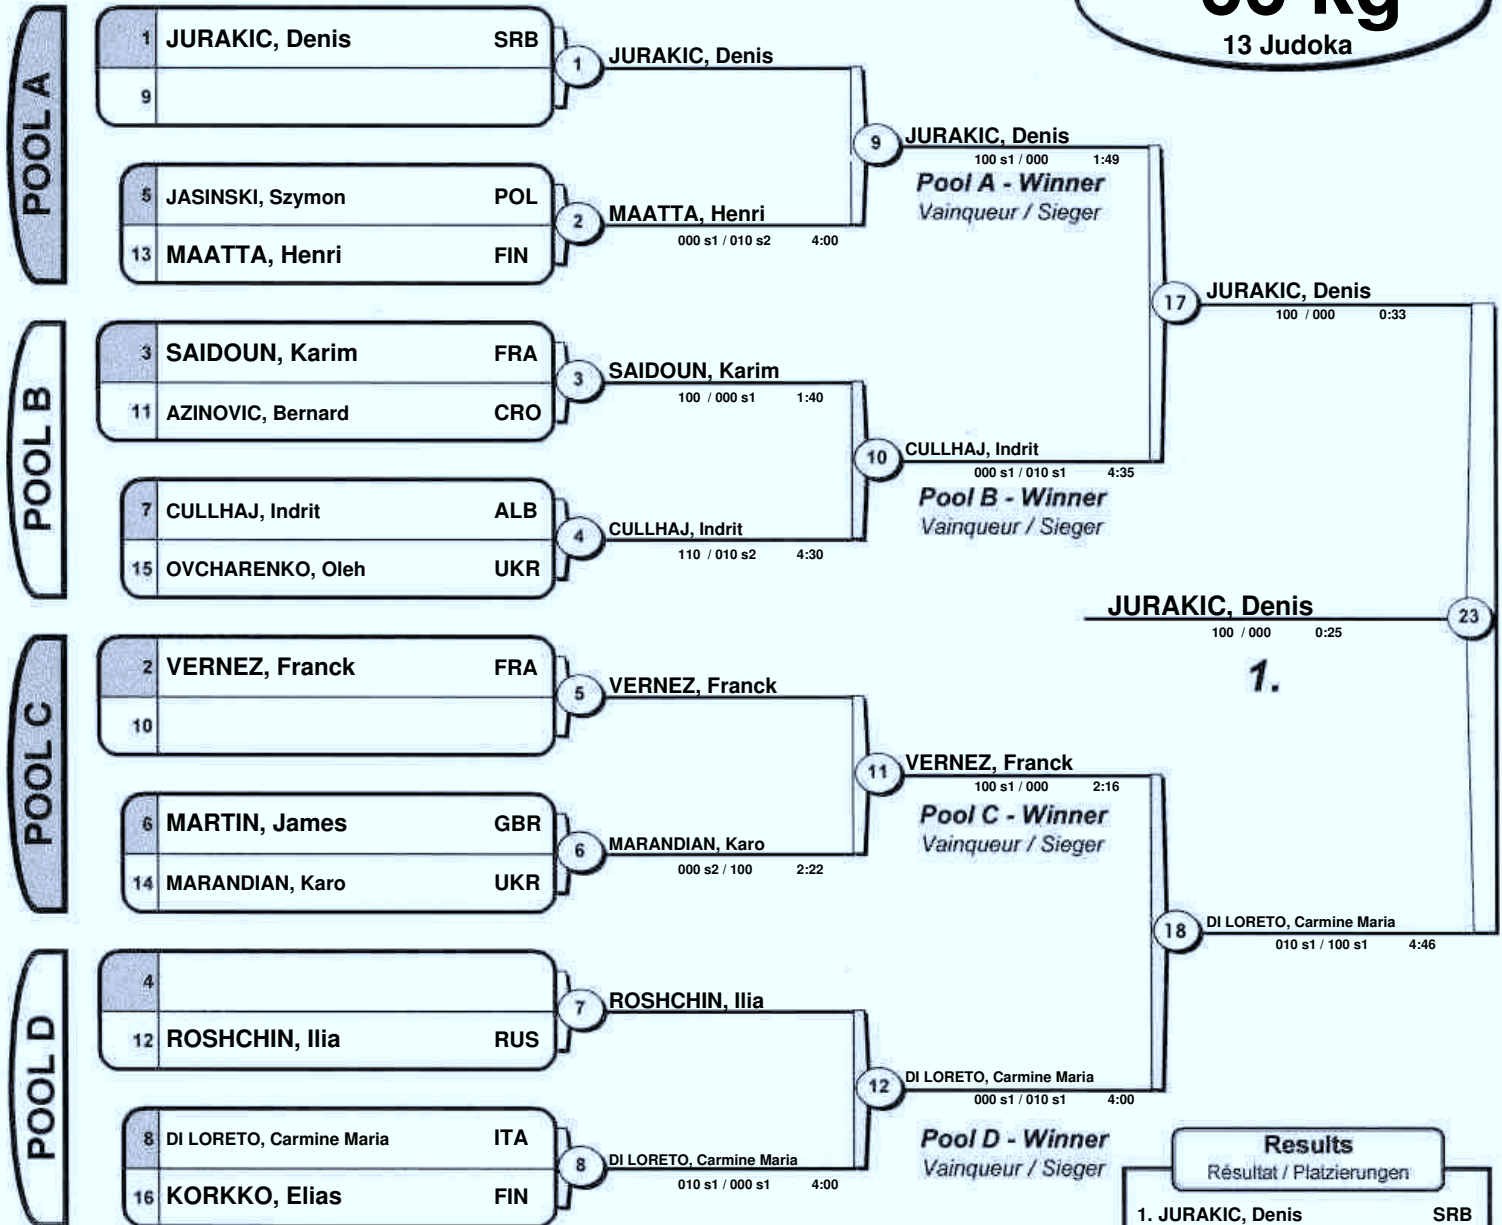 13 Judoka
POOL A
1 JURAKIC, Denis SRB
9
1 JURAKIC, Denis
5 JASINSKI, Szymon POL
13 MAATTA, Henri FIN
2 MAATTA, Henri
000 s1 / 010 s2 4:00
9 JURAKIC, Denis
100 s1 / 000 1:49
Pool A - Winner
Vainqueur / Sieger
POOL B
3 SAIDOUN, Karim FRA
11 AZINOVIC, Bernard CRO
3 SAIDOUN, Karim
100 / 000 s1 1:40
7 CULLHAJ, Indrit ALB
15 OVCHARENKO, Oleh UKR
4 CULLHAJ, Indrit
110 / 010 s2 4:30
10 CULLHAJ, Indrit
000 s1 / 010 s1 4:35
Pool B - Winner
Vainqueur / Sieger
17 JURAKIC, Denis
100 / 000 0:33
JURAKIC, Denis 23
100 / 000 0:25
1.
POOL C
2 VERNEZ, Franck FRA
10
5 VERNEZ, Franck
6 MARTIN, James GBR
14 MARANDIAN, Karo UKR
6 MARANDIAN, Karo
000 s2 / 100 2:22
11 VERNEZ, Franck
100 s1 / 000 2:16
Pool C - Winner
Vainqueur / Sieger
18 DI LORETO, Carmine Maria
010 s1 / 100 s1 4:46
POOL D
4
12 ROSHCHIN, Ilia RUS
7 ROSHCHIN, Ilia
8 DI LORETO, Carmine Maria ITA
16 KORKKO, Elias FIN
8 DI LORETO, Carmine Maria
010 s1 / 000 s1 4:00
12 DI LORETO, Carmine Maria
000 s1 / 010 s1 4:00
Pool D - Winner
Vainqueur / Sieger
Results
Résultat / Platzierungen
1. JURAKIC, Denis SRB